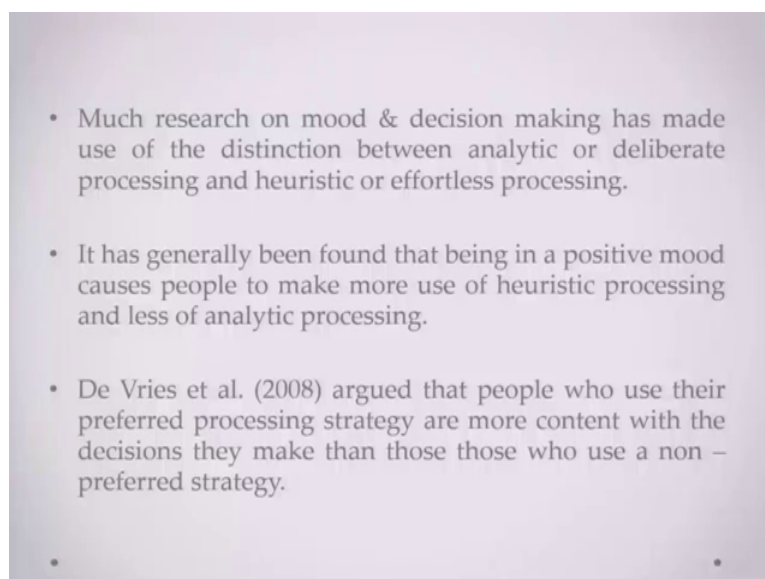 • Much research on mood & decision making has made
use of the distinction between analytic or deliberate
processing and heuristic or effortless processing.
• It has generally been found that being in a positive mood
causes people to make more use of heuristic processing
and less of analytic processing.
• De Vries et al. (2008) argued that people who use their
preferred processing strategy are more content with the
decisions they make than those those who use a non –
preferred strategy.